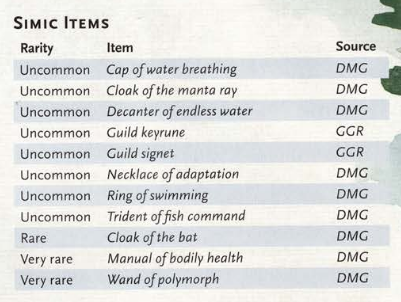 SIMIC ITEMS
Rarity Item Source
Uncommon Cap of water breathing DMG
Uncommon Cloak of the manta ray DMG
Uncommon Decanter of endless water DMG
Uncommon Guild keyrune GGR
Uncommon Guild signet GGR
Uncommon Necklace of adaptation DMG
Uncommon Ring of swimming DMG
Uncommon Trident of fish command DMG
Rare Cloak of the bat DMG
Very rare Manual of bodily health DMG
Very rare Wand of polymorph DMG